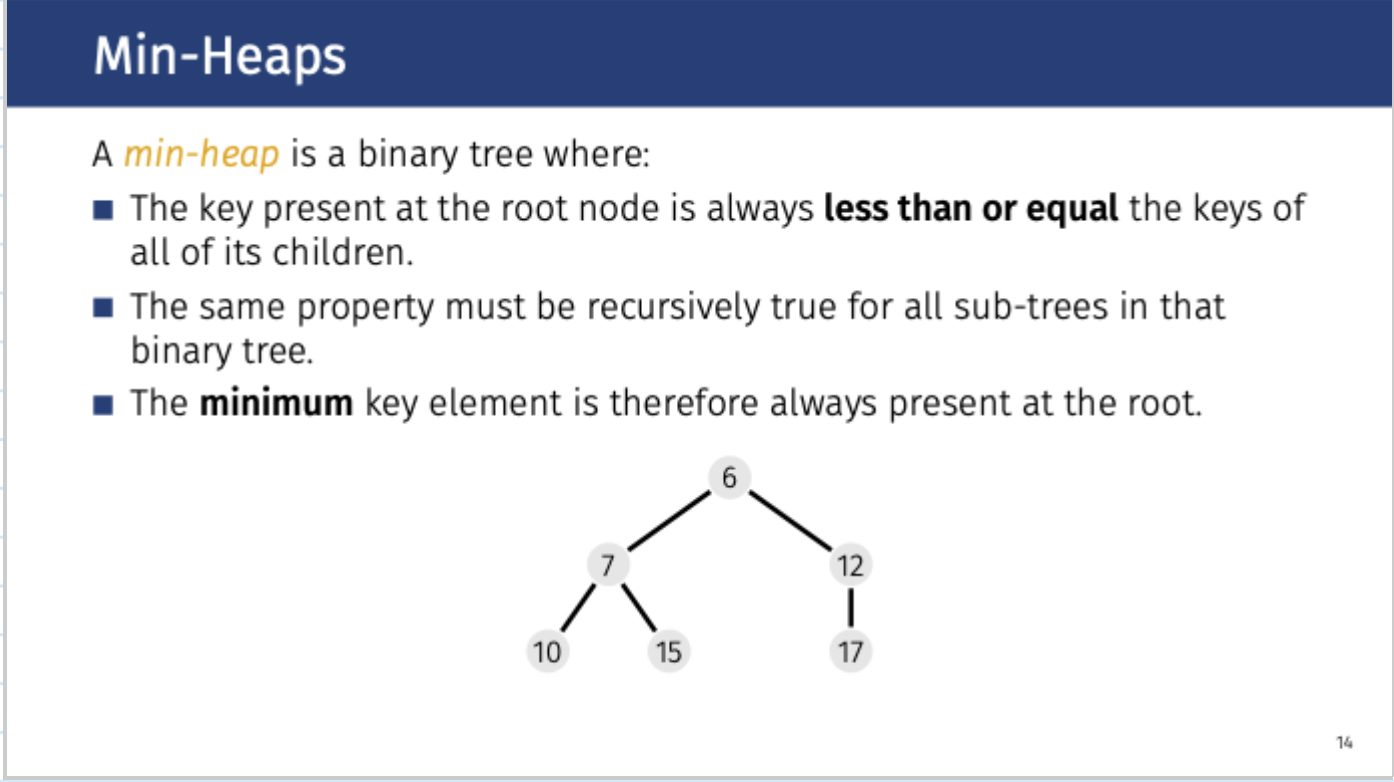 Min-Heaps
A min-heap is a binary tree where:
The key present at the root node is always less than or equal the keys of
all of its children.
The same property must be recursively true for all sub-trees in that
binary tree.
The minimum key element is therefore always present at the root.
6
7 12
10 15 17
14